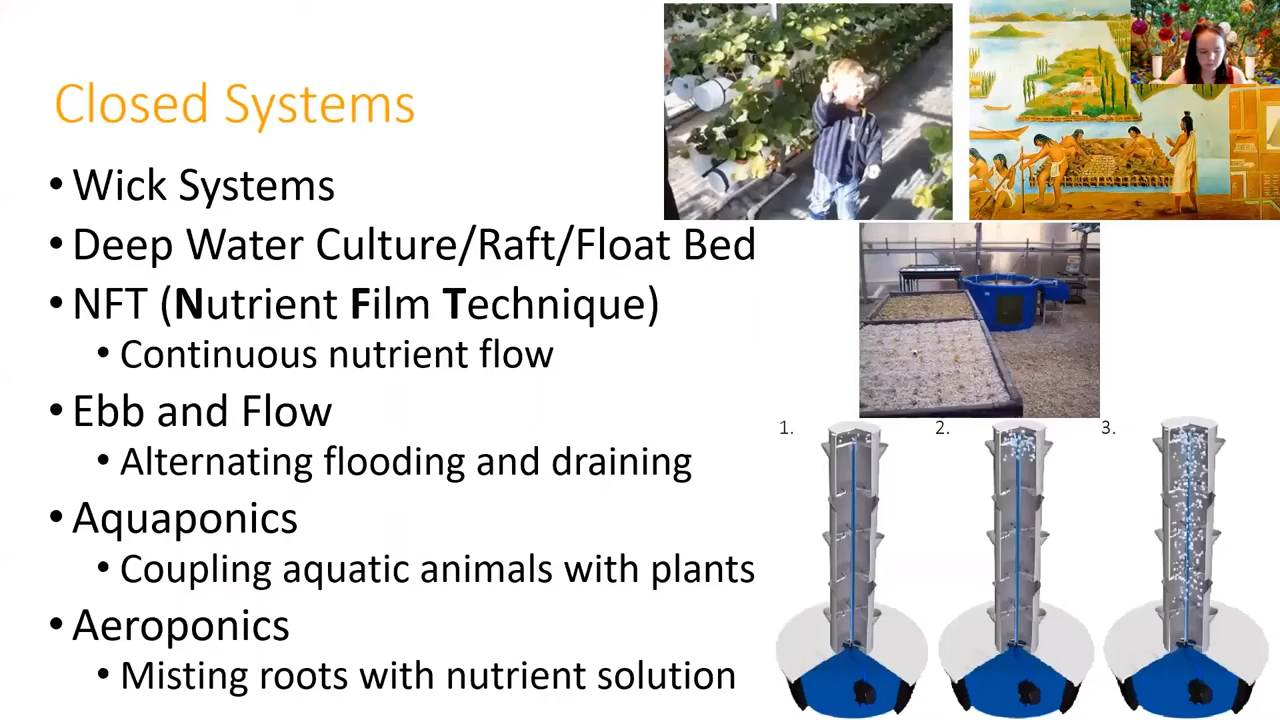 Closed Systems
• Wick Systems
• Deep Water Culture/Raft/Float Bed
• NFT (Nutrient Film Technique)
• Continuous nutrient flow
• Ebb and Flow
• Alternating flooding and draining
• Aquaponics
• Coupling aquatic animals with plants
• Aeroponics
• Misting roots with nutrient solution
1.
2.
3.